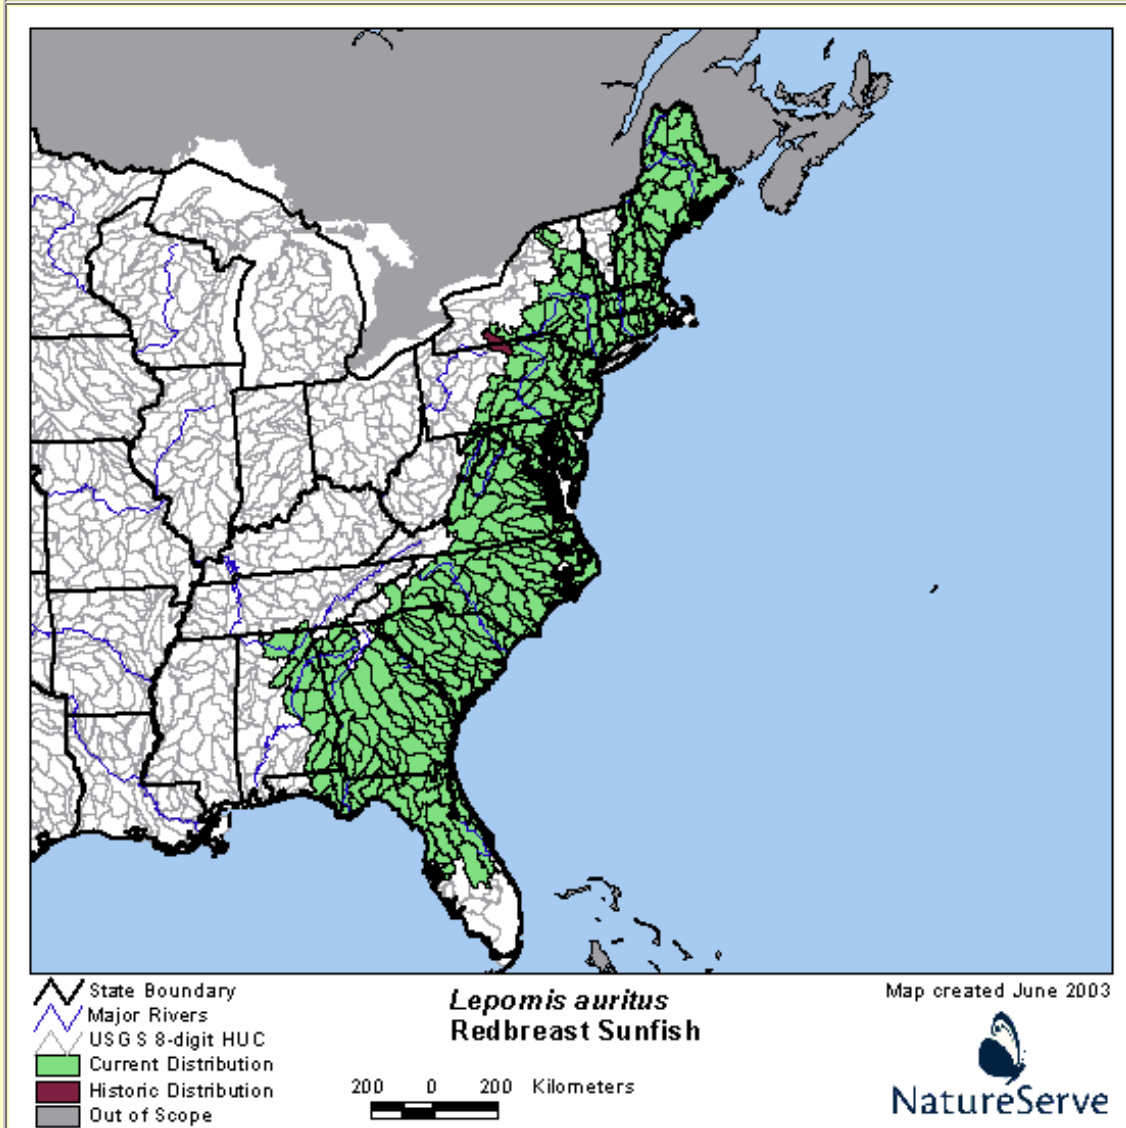 State Boundary
Major Rivers
USGS 8-digit HUC
Current Distribution
Historic Distribution
Out of Scope
Lepomis auritus
Redbreast Sunfish
200 0 200 Kilometers
Map created June 2003
NatureServe